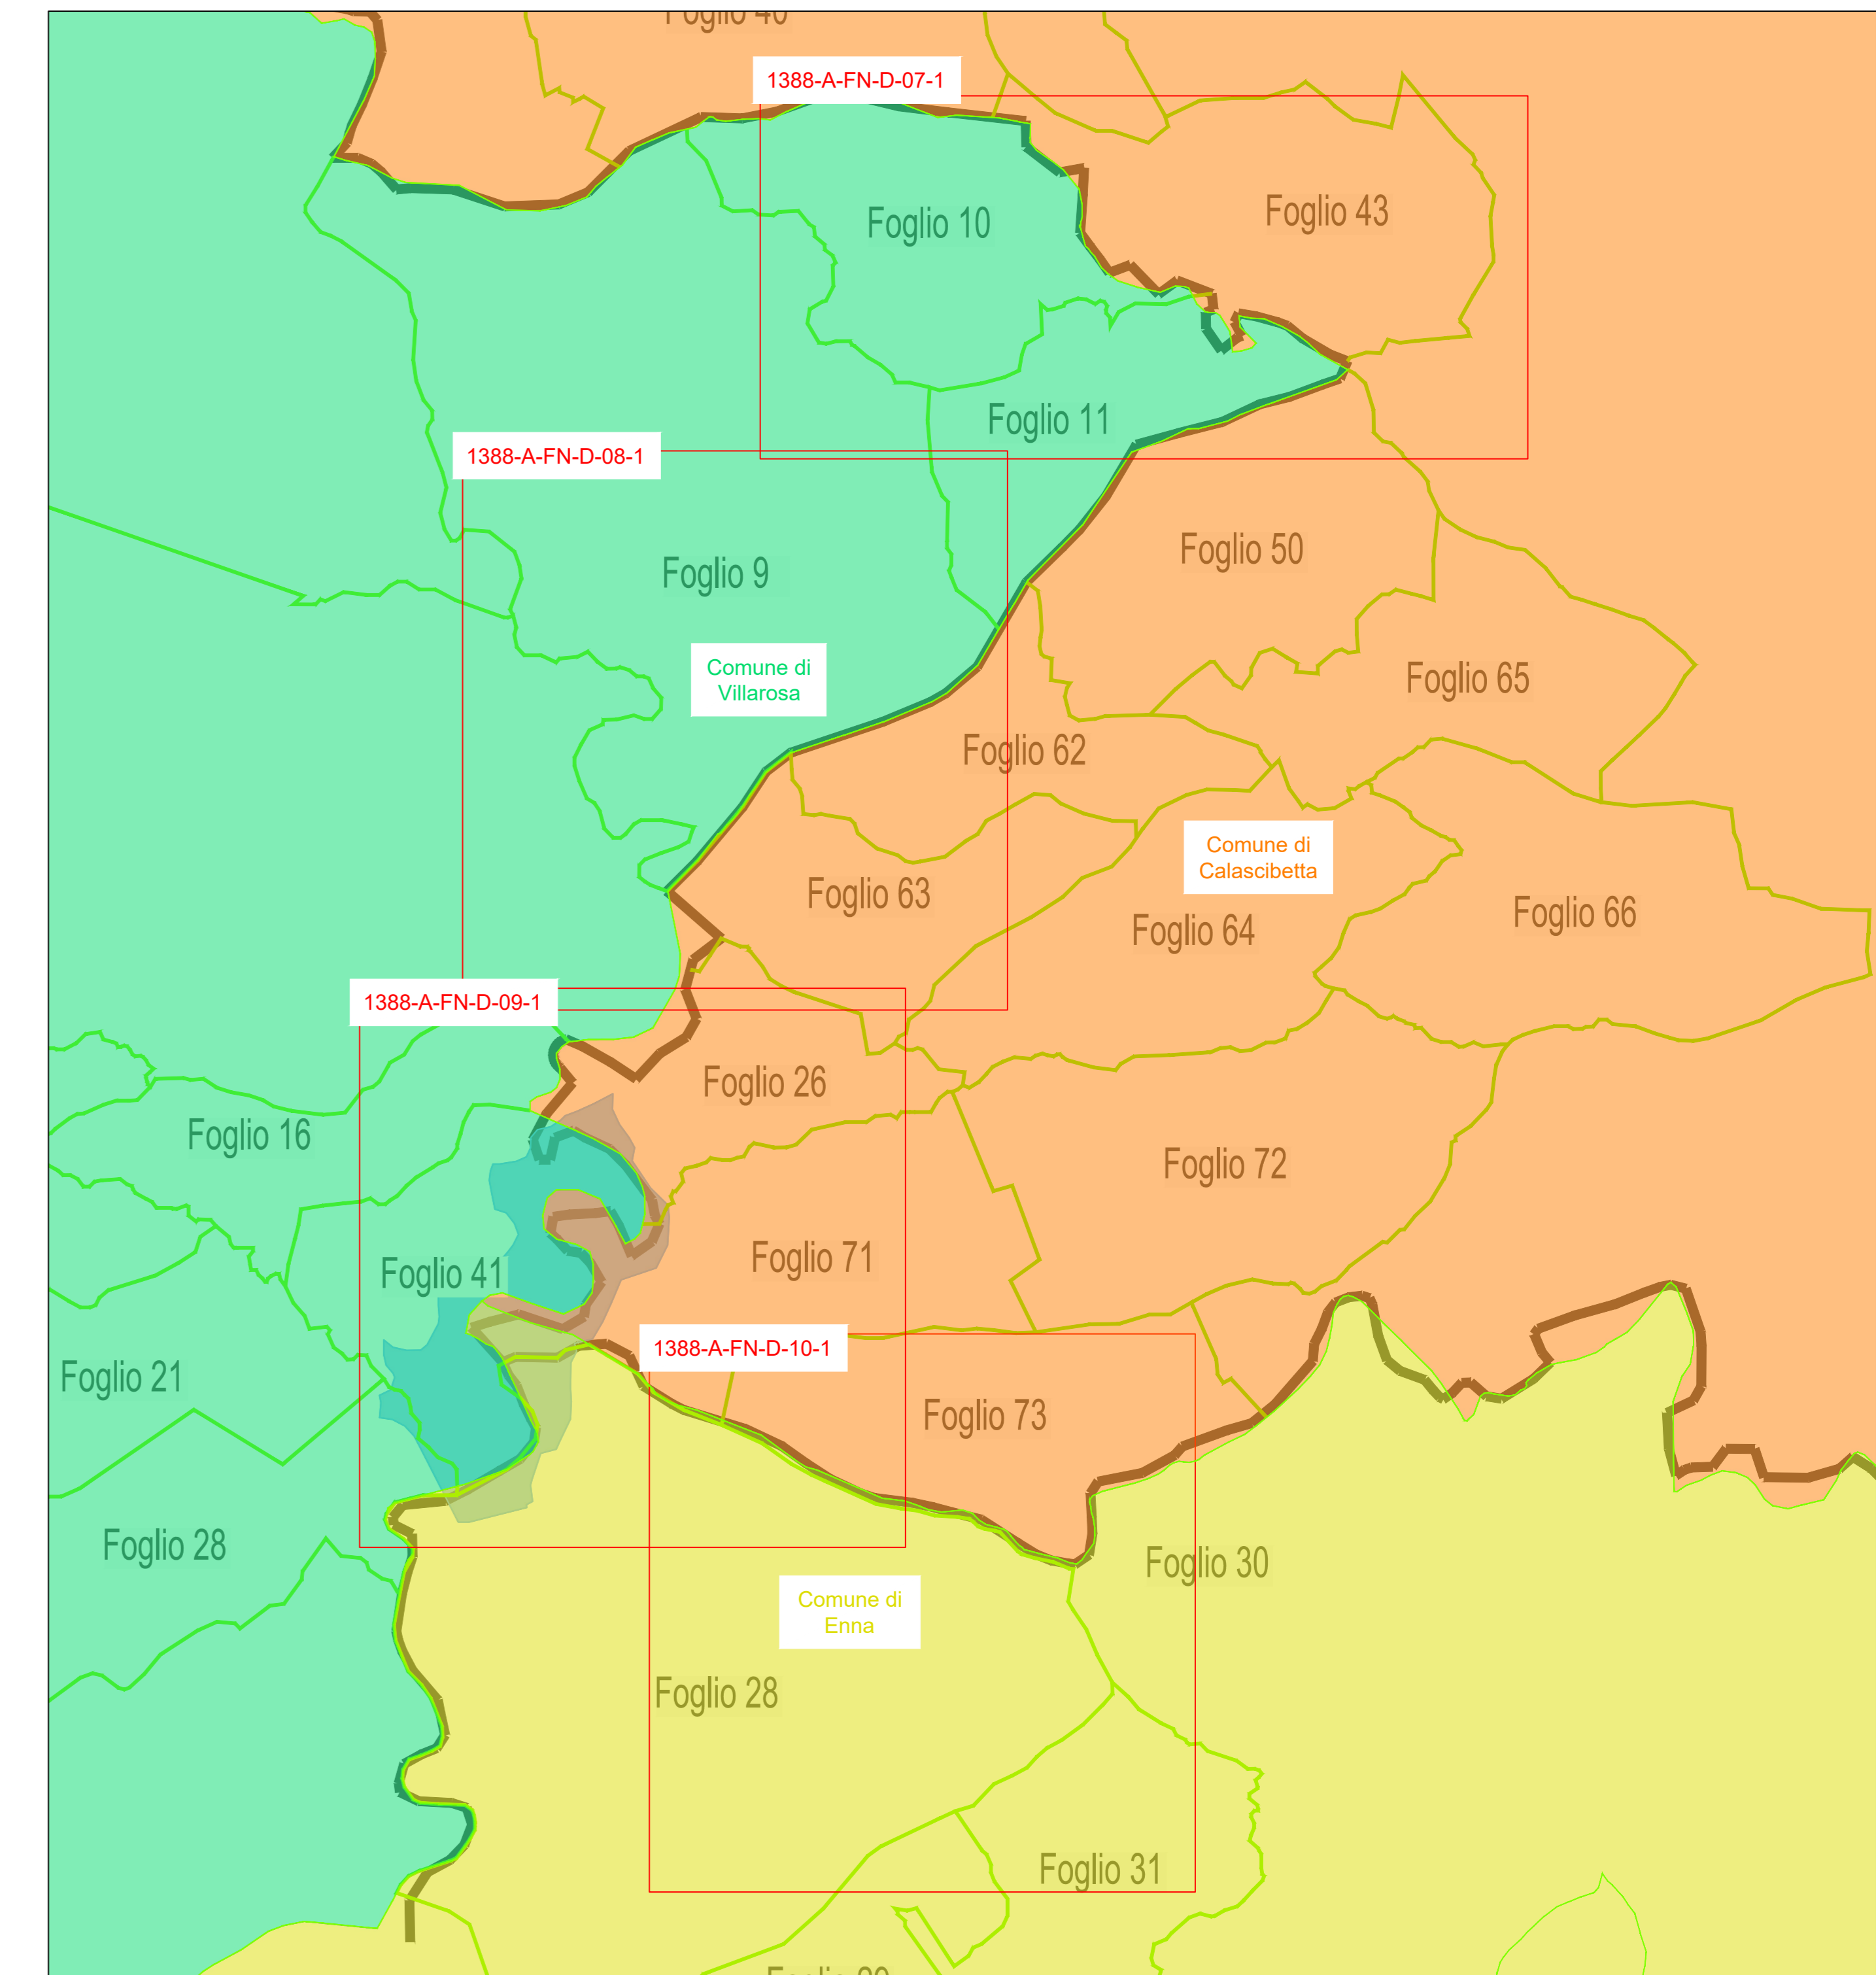 Foglio 40
1388-A-FN-D-07-1
Foglio 10
Foglio 43
Foglio 11
1388-A-FN-D-08-1
Foglio 9
Foglio 50
Comune di
Villarosa
Foglio 65
Foglio 62
Comune di
Calascibetta
Foglio 63
Foglio 64
Foglio 66
1388-A-FN-D-09-1
Foglio 26
Foglio 16
Foglio 72
Foglio 41
Foglio 71
1388-A-FN-D-10-1
Foglio 21
Foglio 73
Foglio 28
Foglio 30
Comune di
Enna
Foglio 28
Foglio 31
Foglio